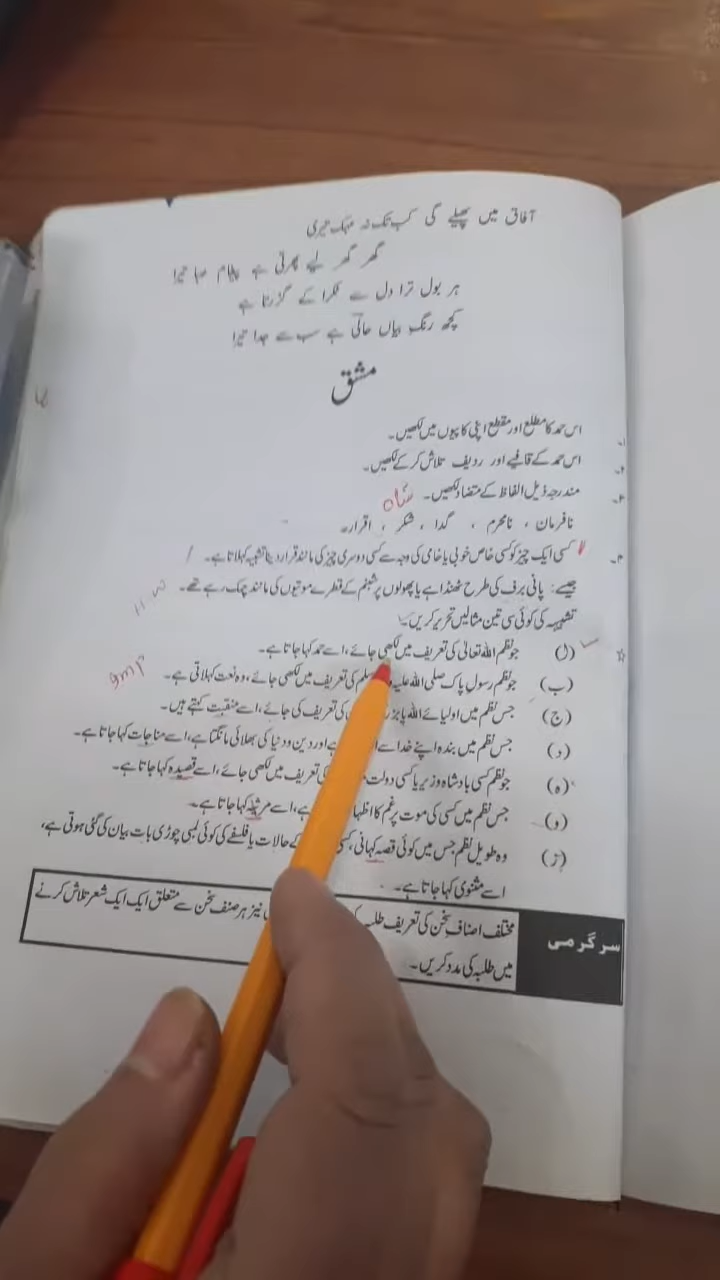 آفاق میں پھیلے گی کب تک نہ مہک تیری
گھر گھر لیے پھرتی ہے پیغام صبا تیرا
ہر بول ترا دل سے ٹکرا کے گزرتا ہے
کچھ رنگِ بیاں حالی ہے سب سے جدا تیرا
مشق
۱۔ اس حمد کا مطلع اور مقطع اپنی کاپیوں میں لکھیں۔
۲۔ اس حمد کے قافیے اور ردیف تلاش کر کے لکھیں۔
۳۔ مندرجہ ذیل الفاظ کے متضاد لکھیں۔ شاہ
نافرمان ، نامحرم ، گدا ، شکر ، اقرار۔
۴۔ کسی ایک چیز کو کسی خاص خوبی یا خامی کی وجہ سے کسی دوسری چیز کی مانند قرار دینا تشبیہ کہلاتا ہے۔
جیسے: پانی برف کی طرح ٹھنڈا ہے یا پھولوں پر شبنم کے قطرے موتیوں کی مانند چمک رہے تھے۔ H.W
تشبیہ کی کوئی سی تین مثالیں تحریر کریں۔
☆ (ل) جو نظم اللہ تعالیٰ کی تعریف میں لکھی جائے، اسے حمد کہا جاتا ہے۔
(ب) جو نظم رسولِ پاک صلی اللہ علیہ وسلم کی تعریف میں لکھی جائے، وہ نعت کہلاتی ہے۔
(ج) جس نظم میں اولیائے اللہ یا کی تعریف کی جائے، اسے منقبت کہتے ہیں۔
(د) جس نظم میں بندہ اپنے خدا سے ہے اور دین و دنیا کی بھلائی مانگتا ہے، اسے مناجات کہا جاتا ہے۔
(ہ) جو نظم کسی بادشاہ وزیر یا کسی دولت کی تعریف میں لکھی جائے، اسے قصیدہ کہا جاتا ہے۔
(و) جس نظم میں کسی کی موت پر غم کا اظہار ہے، اسے مرثیہ کہا جاتا ہے۔
(ز) وہ طویل نظم جس میں کوئی قصہ کہانی، کے حالات یا فلسفے کی کوئی لمبی چوڑی بات بیان کی گئی ہوتی ہے،
اسے مثنوی کہا جاتا ہے۔
سرگرمی
مختلف اصنافِ سخن کی تعریف طلبہ نیز ہر صنفِ سخن سے متعلق ایک ایک شعر تلاش کرنے
میں طلبہ کی مدد کریں۔